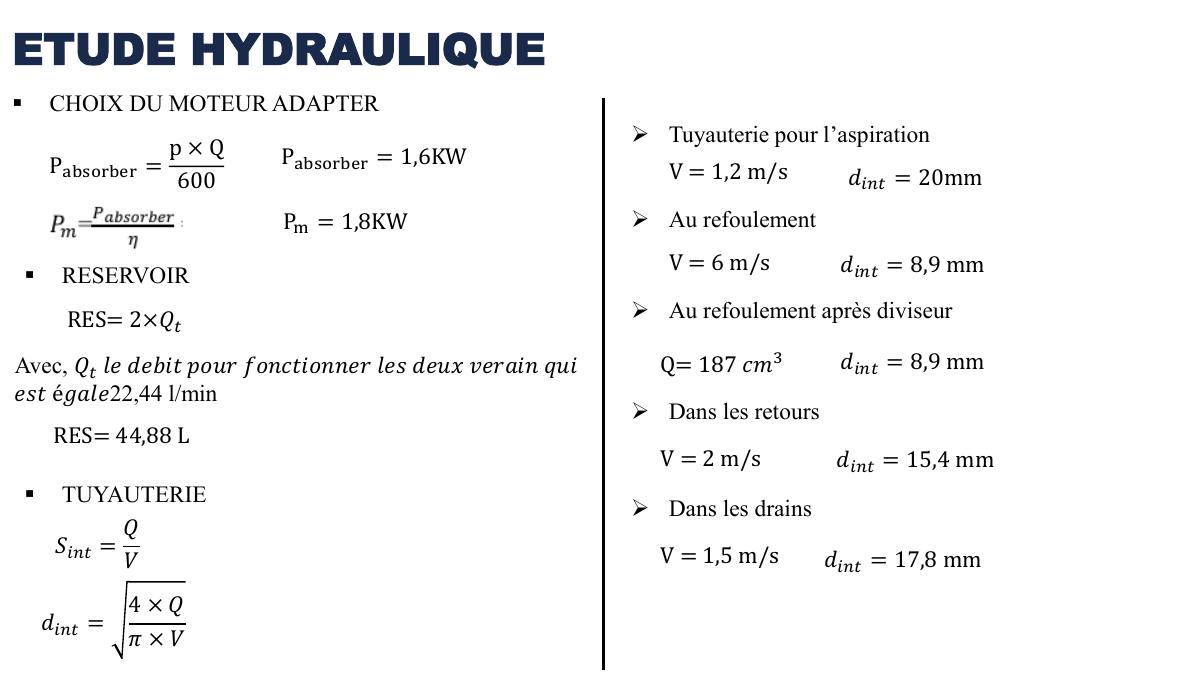 ETUDE HYDRAULIQUE
▪ CHOIX DU MOTEUR ADAPTER
P_absorber = (p × Q)/600    P_absorber = 1,6KW
P_m = P_absorber/η    P_m = 1,8KW
▪ RESERVOIR
RES= 2×Q_t
Avec, Q_t le debit pour fonctionner les deux verain qui
est égale22,44 l/min
RES= 44,88 L
▪ TUYAUTERIE
S_int = Q/V
d_int = √((4 × Q)/(π × V))
➢ Tuyauterie pour l’aspiration
V = 1,2 m/s    d_int = 20mm
➢ Au refoulement
V = 6 m/s    d_int = 8,9 mm
➢ Au refoulement après diviseur
Q= 187 cm³    d_int = 8,9 mm
➢ Dans les retours
V = 2 m/s    d_int = 15,4 mm
➢ Dans les drains
V = 1,5 m/s    d_int = 17,8 mm